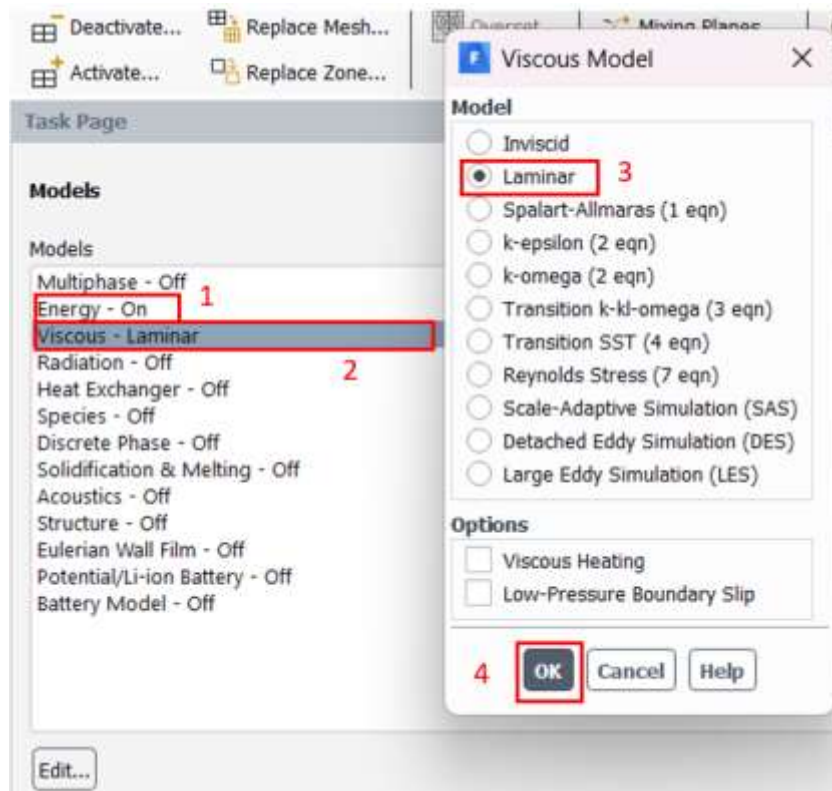 Deactivate...
Replace Mesh...
Overset...
Mixing Planes
Activate...
Replace Zone...
Task Page
Models
Models
Multiphase - Off
Energy - On
1
Viscous - Laminar
2
Radiation - Off
Heat Exchanger - Off
Species - Off
Discrete Phase - Off
Solidification & Melting - Off
Acoustics - Off
Structure - Off
Eulerian Wall Film - Off
Potential/Li-ion Battery - Off
Battery Model - Off
Edit...
Viscous Model
Model
Inviscid
Laminar
3
Spalart-Allmaras (1 eqn)
k-epsilon (2 eqn)
k-omega (2 eqn)
Transition k-kl-omega (3 eqn)
Transition SST (4 eqn)
Reynolds Stress (7 eqn)
Scale-Adaptive Simulation (SAS)
Detached Eddy Simulation (DES)
Large Eddy Simulation (LES)
Options
Viscous Heating
Low-Pressure Boundary Slip
4
OK
Cancel
Help